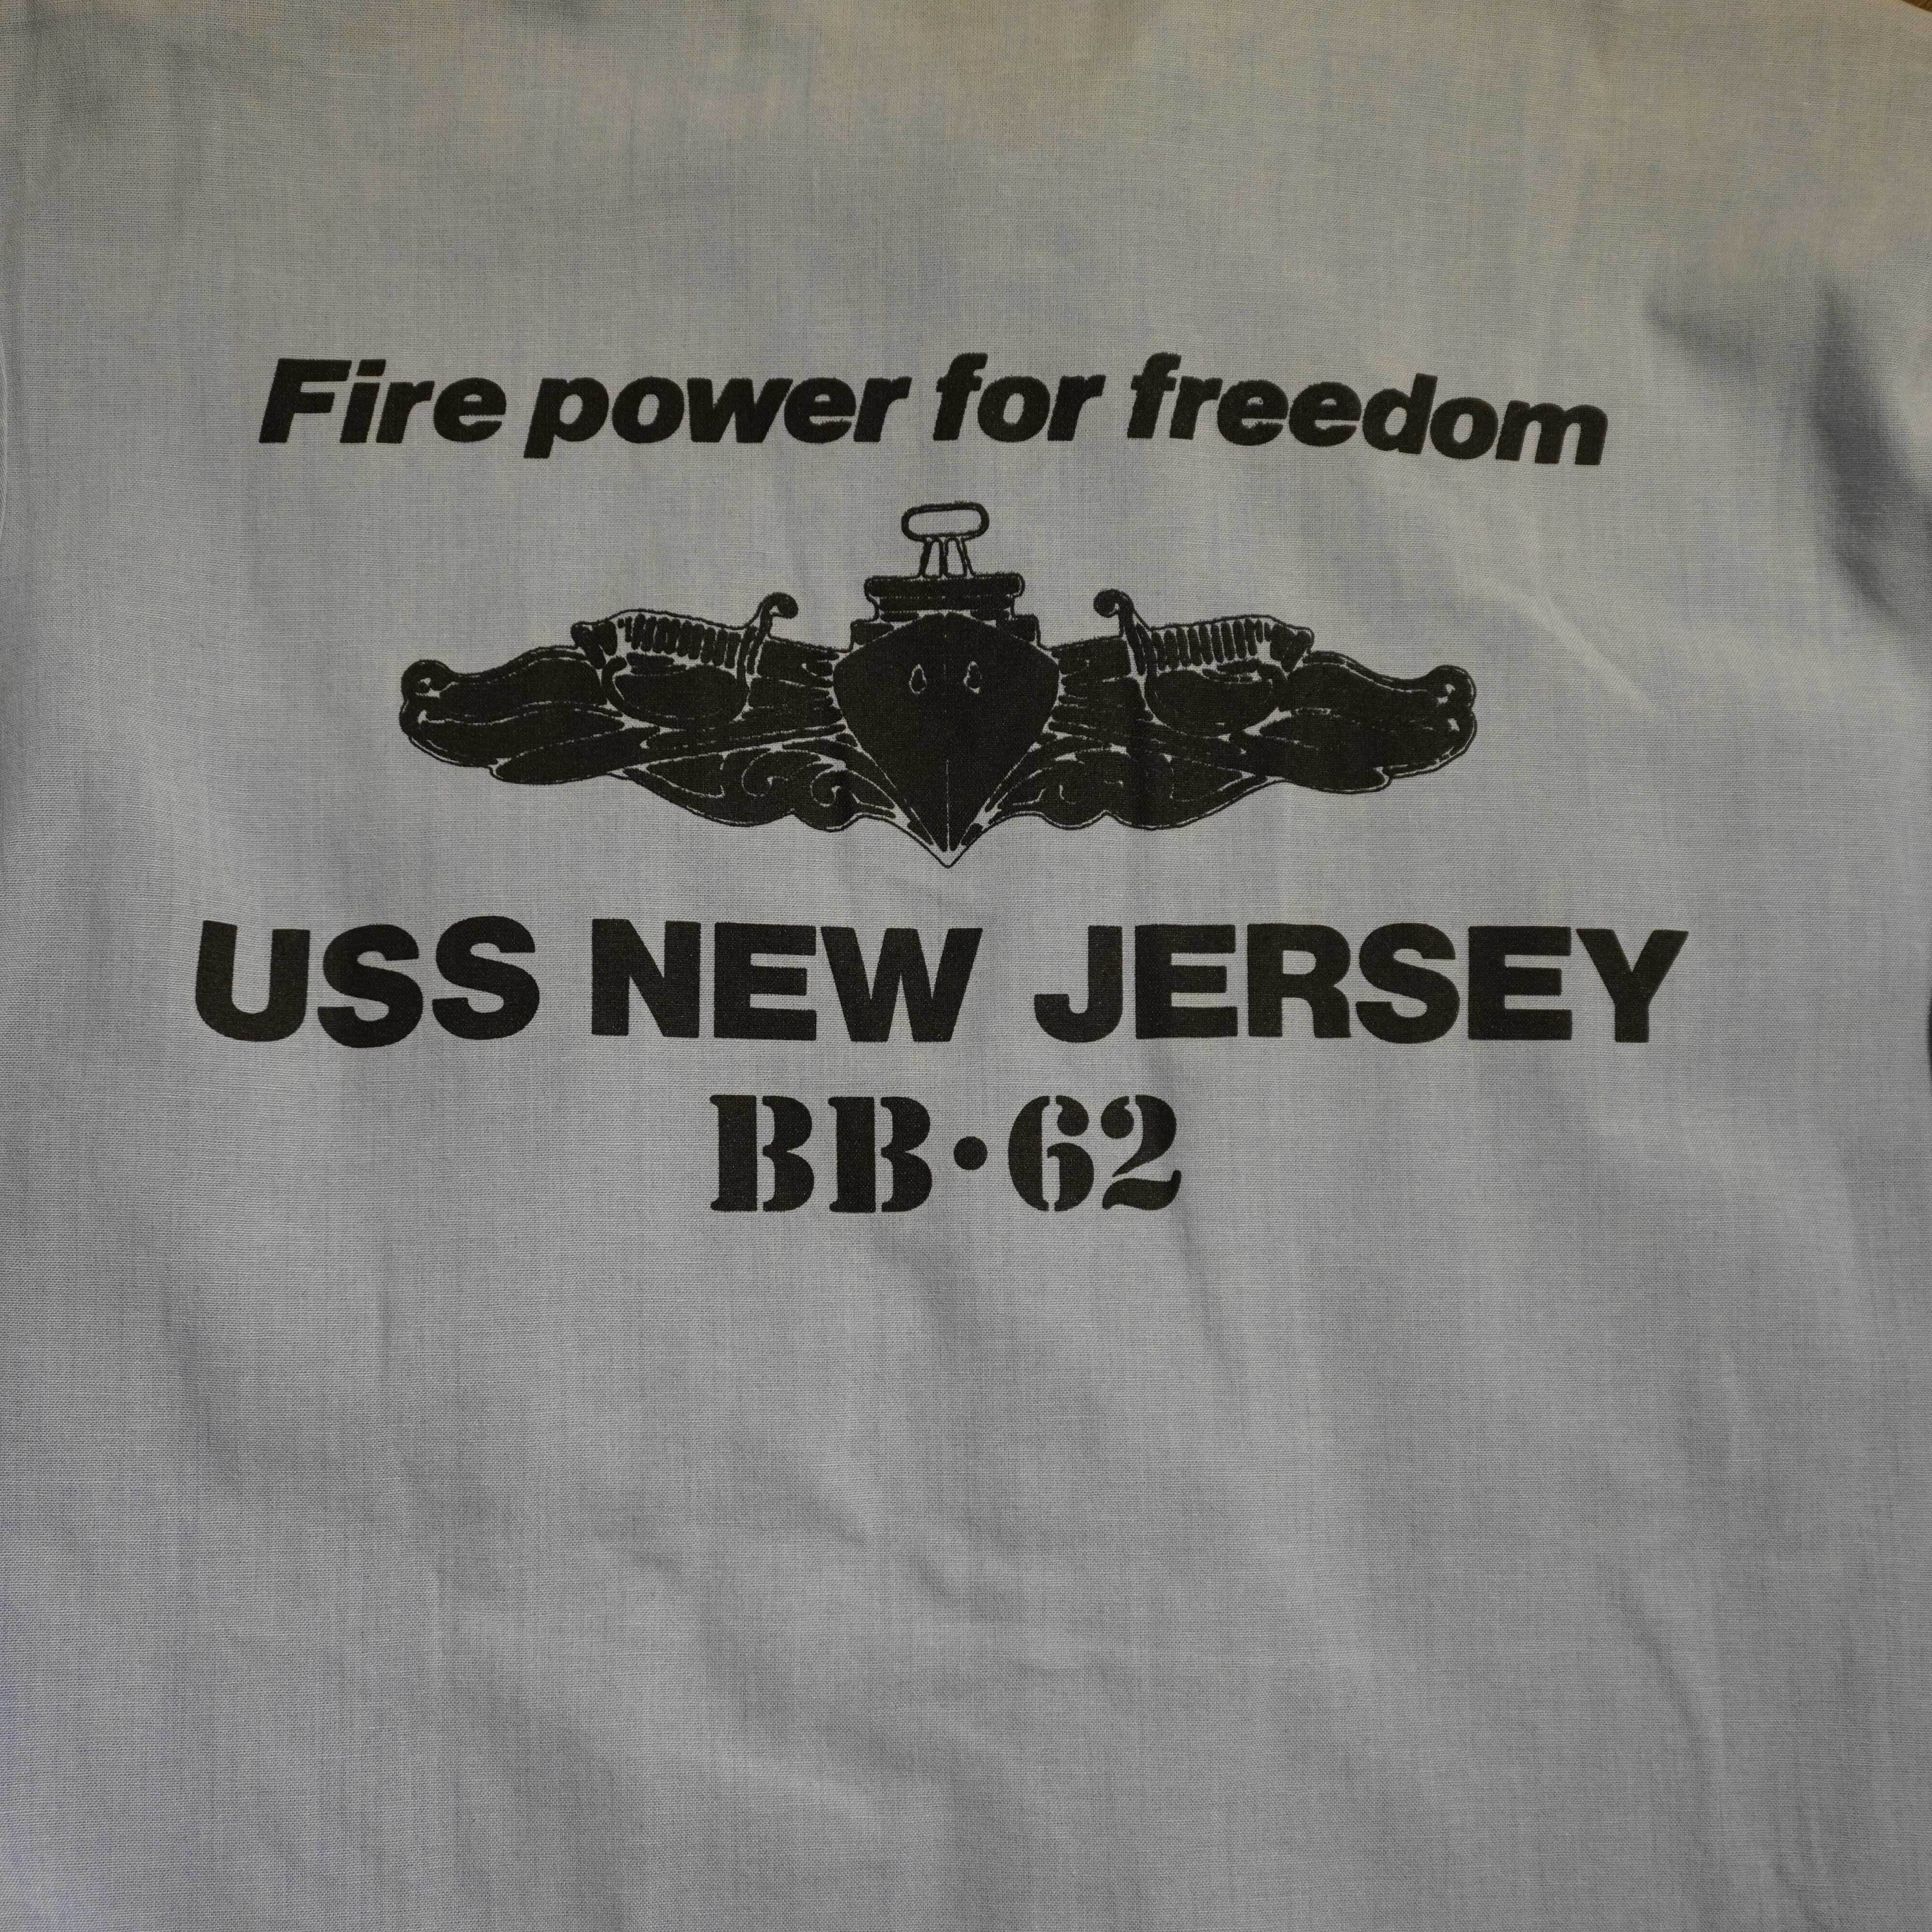 Fire power for freedom
USS NEW JERSEY
BB•62